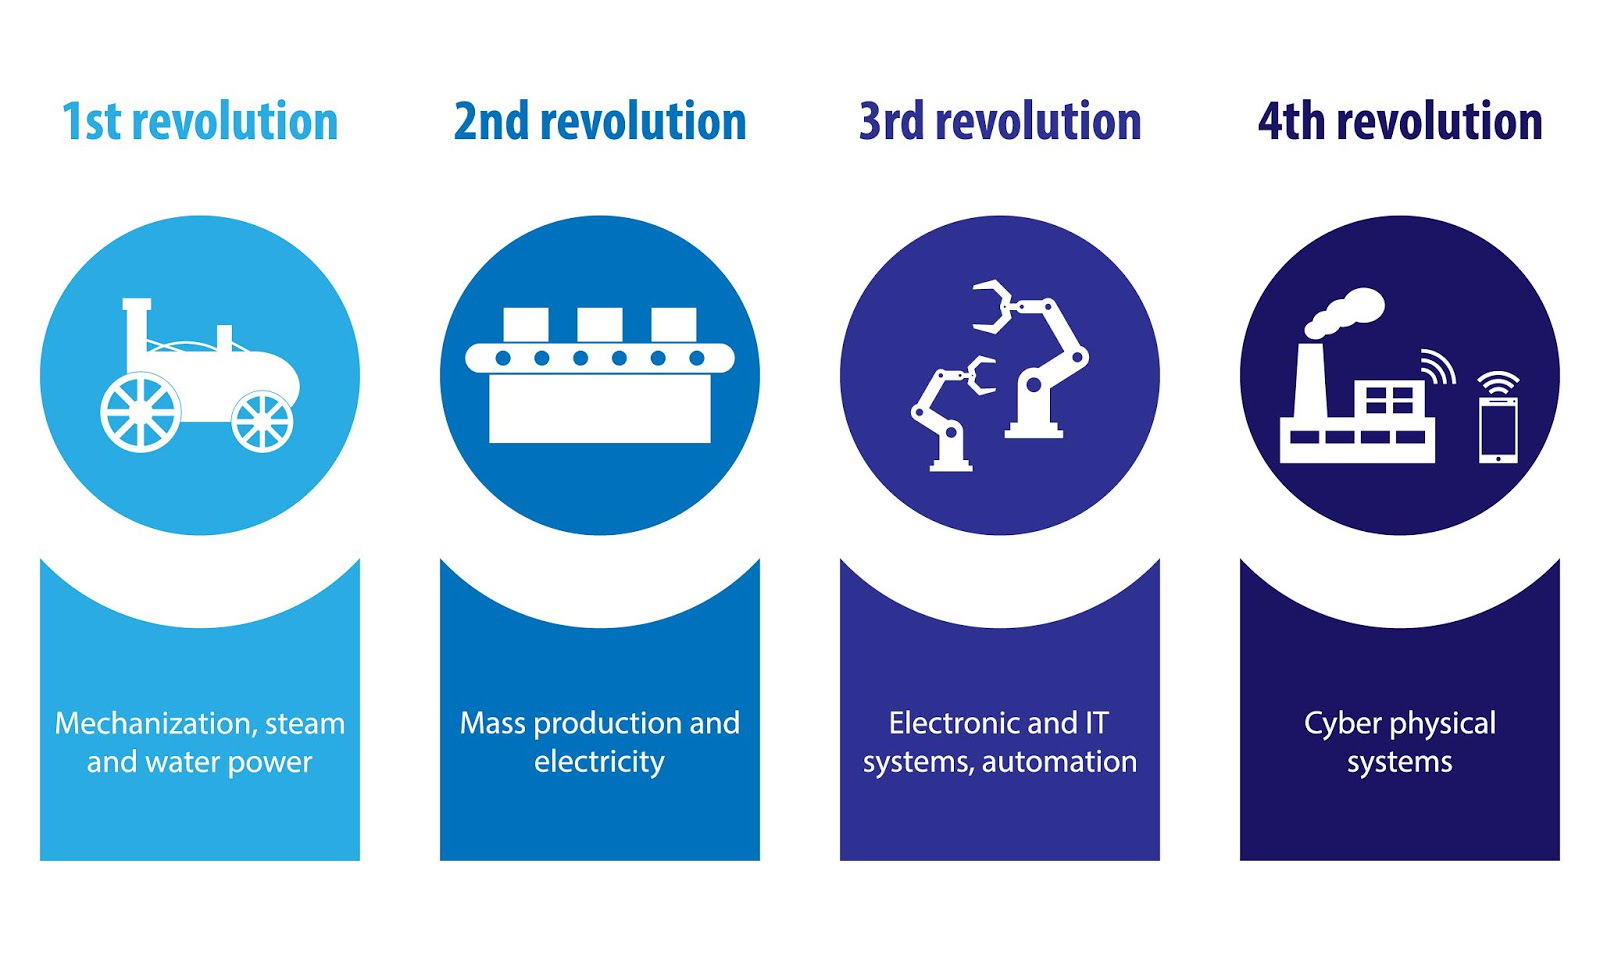 1st revolution
2nd revolution
3rd revolution
4th revolution
Mechanization, steam
and water power
Mass production and
electricity
Electronic and IT
systems, automation
Cyber physical
systems